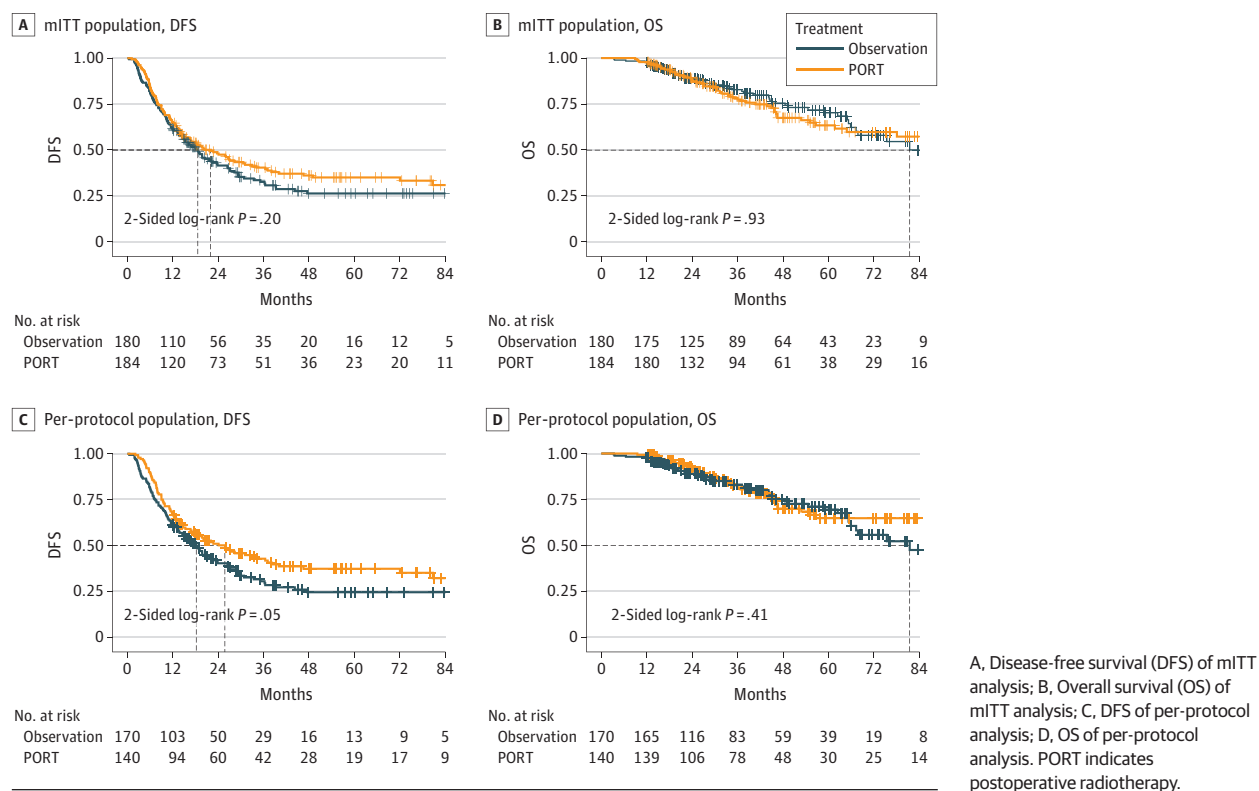 A mITT population, DFS
1.00
0.75
0.50
0.25
0
DFS
2-Sided log-rank P = .20
0 12 24 36 48 60 72 84
Months
No. at risk
Observation 180 110 56 35 20 16 12 5
PORT 184 120 73 51 36 23 20 11
B mITT population, OS
Treatment
Observation
PORT
1.00
0.75
0.50
0.25
0
OS
2-Sided log-rank P = .93
0 12 24 36 48 60 72 84
Months
No. at risk
Observation 180 175 125 89 64 43 23 9
PORT 184 180 132 94 61 38 29 16
C Per-protocol population, DFS
1.00
0.75
0.50
0.25
0
DFS
2-Sided log-rank P = .05
0 12 24 36 48 60 72 84
Months
No. at risk
Observation 170 103 50 29 16 13 9 5
PORT 140 94 60 42 28 19 17 9
D Per-protocol population, OS
1.00
0.75
0.50
0.25
0
OS
2-Sided log-rank P = .41
0 12 24 36 48 60 72 84
Months
No. at risk
Observation 170 165 116 83 59 39 19 8
PORT 140 139 106 78 48 30 25 14
A, Disease-free survival (DFS) of mITT
analysis; B, Overall survival (OS) of
mITT analysis; C, DFS of per-protocol
analysis; D, OS of per-protocol
analysis. PORT indicates
postoperative radiotherapy.